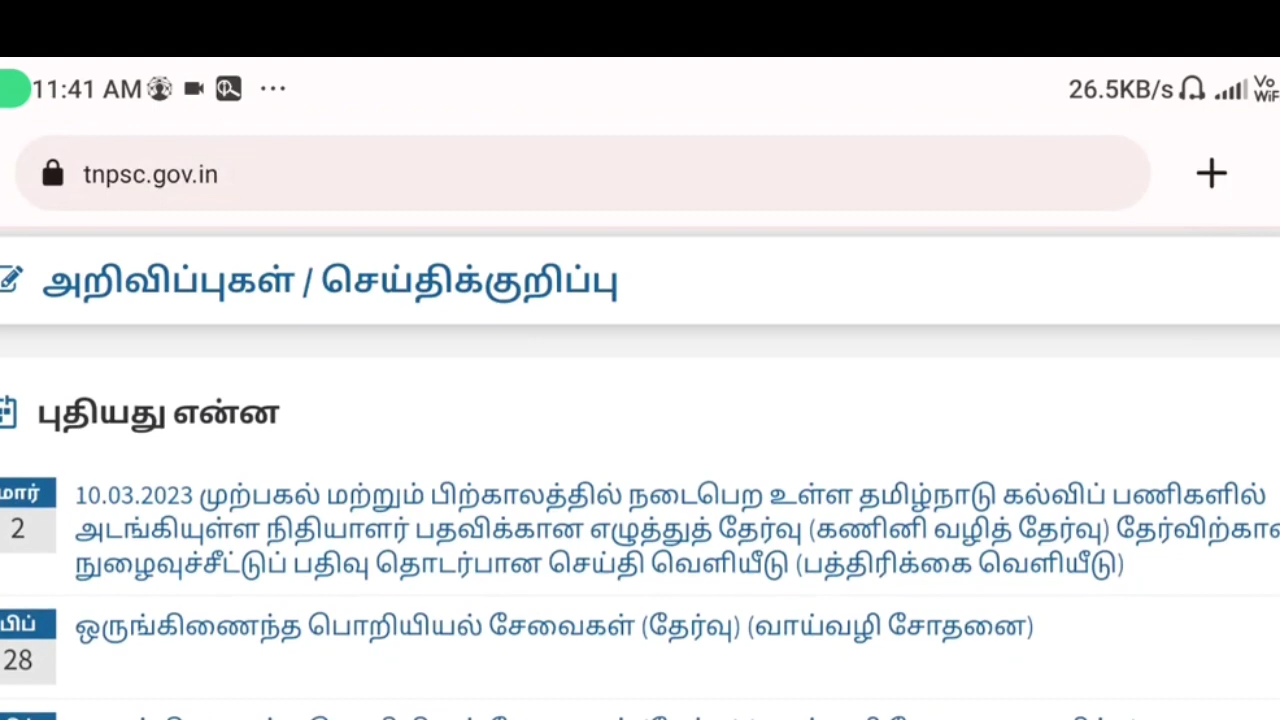 11:41 AM ... 26.5KB/s Vo WiF
tnpsc.gov.in
அறிவிப்புகள் / செய்திக்குறிப்பு
புதியது என்ன
மார்
2
10.03.2023 முற்பகல் மற்றும் பிற்காலத்தில் நடைபெற உள்ள தமிழ்நாடு கல்விப் பணிகளில்
அடங்கியுள்ள நிதியாளர் பதவிக்கான எழுத்துத் தேர்வு (கணினி வழித் தேர்வு)
நுழைவுச்சீட்டுப் பதிவு தொடர்பான செய்தி வெளியீடு (பத்திரிக்கை வெளியீடு)
28
ஒருங்கிணைந்த பொறியியல் சேவைகள் (தேர்வு) (வாய்வழி சோதனை)